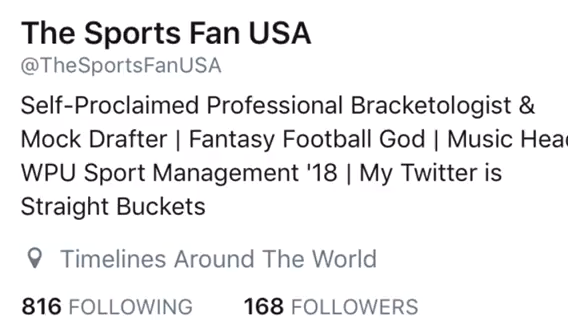 The Sports Fan USA
@TheSportsFanUSA
Self-Proclaimed Professional Bracketologist &
Mock Drafter | Fantasy Football God | Music
WPU Sport Management '18 | My Twitter is
Straight Buckets
Timelines Around The World
816 FOLLOWING 168 FOLLOWERS